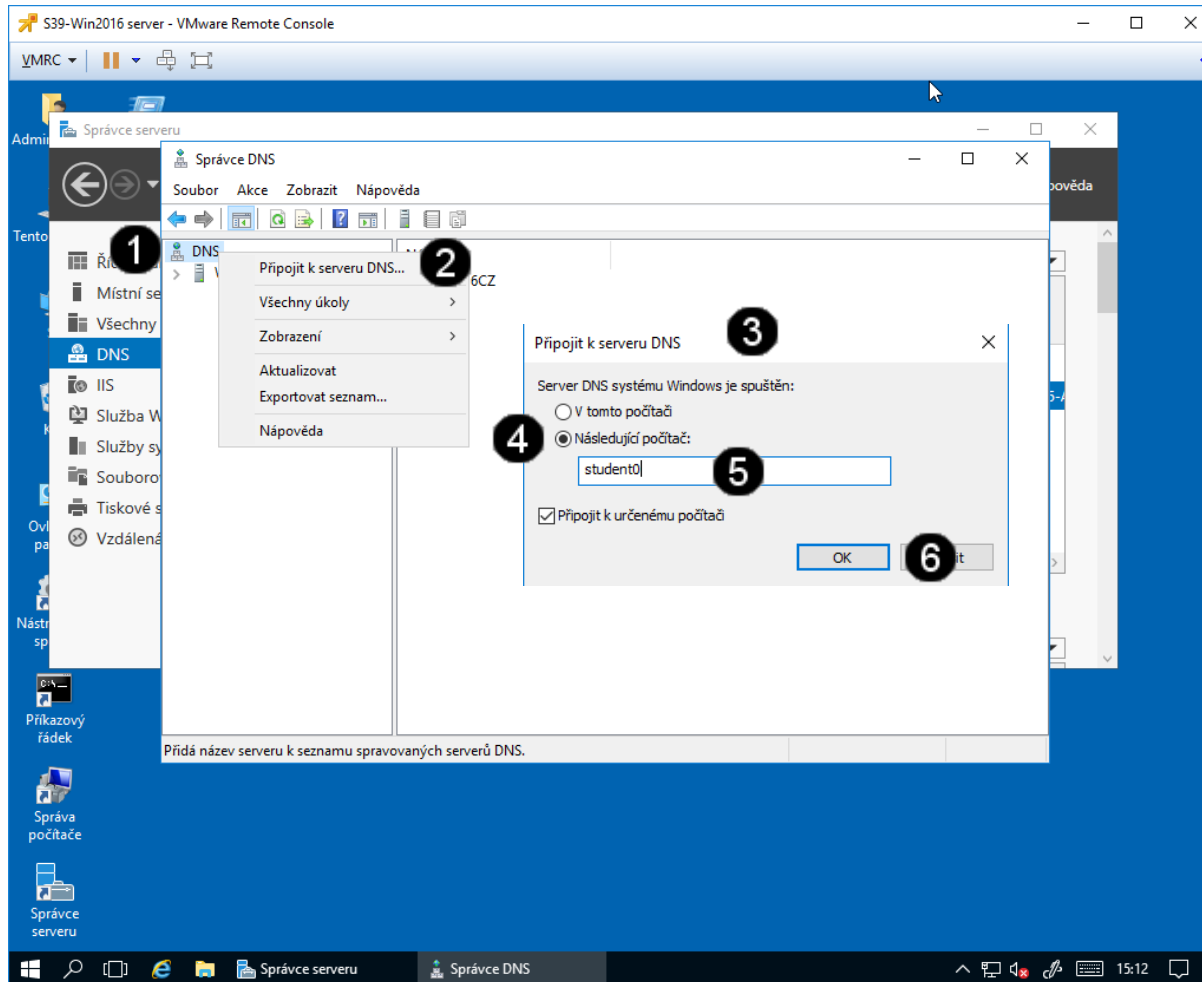 S39-Win2016 server - VMware Remote Console
VMRC
Správce serveru
Správce DNS
Soubor Akce Zobrazit Nápověda
1
DNS
2
6CZ
Připojit k serveru DNS...
Všechny úkoly
Zobrazení
Aktualizovat
Exportovat seznam...
Nápověda
Místní
Všechny
DNS
IIS
Služba
Služby
Tiskové
Vzdálená
3
Připojit k serveru DNS
Server DNS systému Windows je spuštěn:
V tomto počítači
4
Následující počítač:
student0
5
Připojit k určenému počítači
OK
6
Přidá název serveru k seznamu spravovaných serverů DNS.
Tento
Příkazový
řádek
Správa
počítače
Správce
serveru
Správce serveru
Správce DNS
15:12